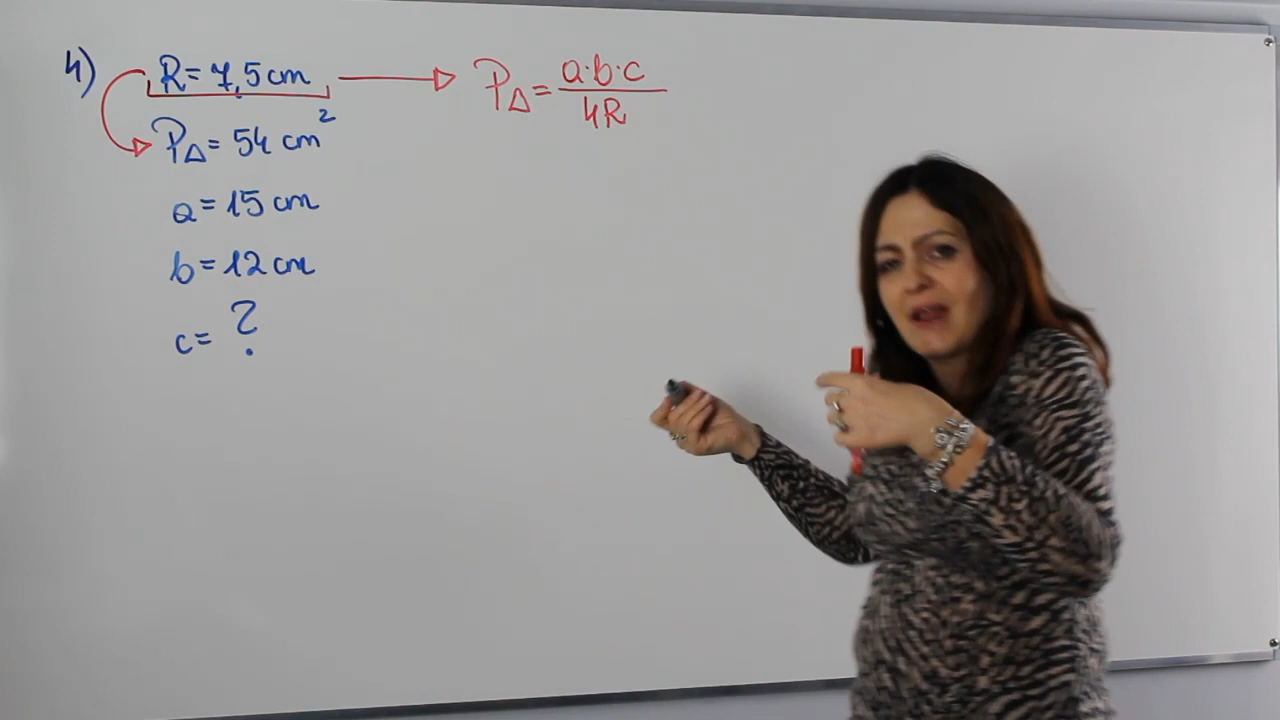 4) R = 7,5 cm
P△ = 54 cm²
a = 15 cm
b = 12 cm
c = ?
P△ = a·b·c / 4R